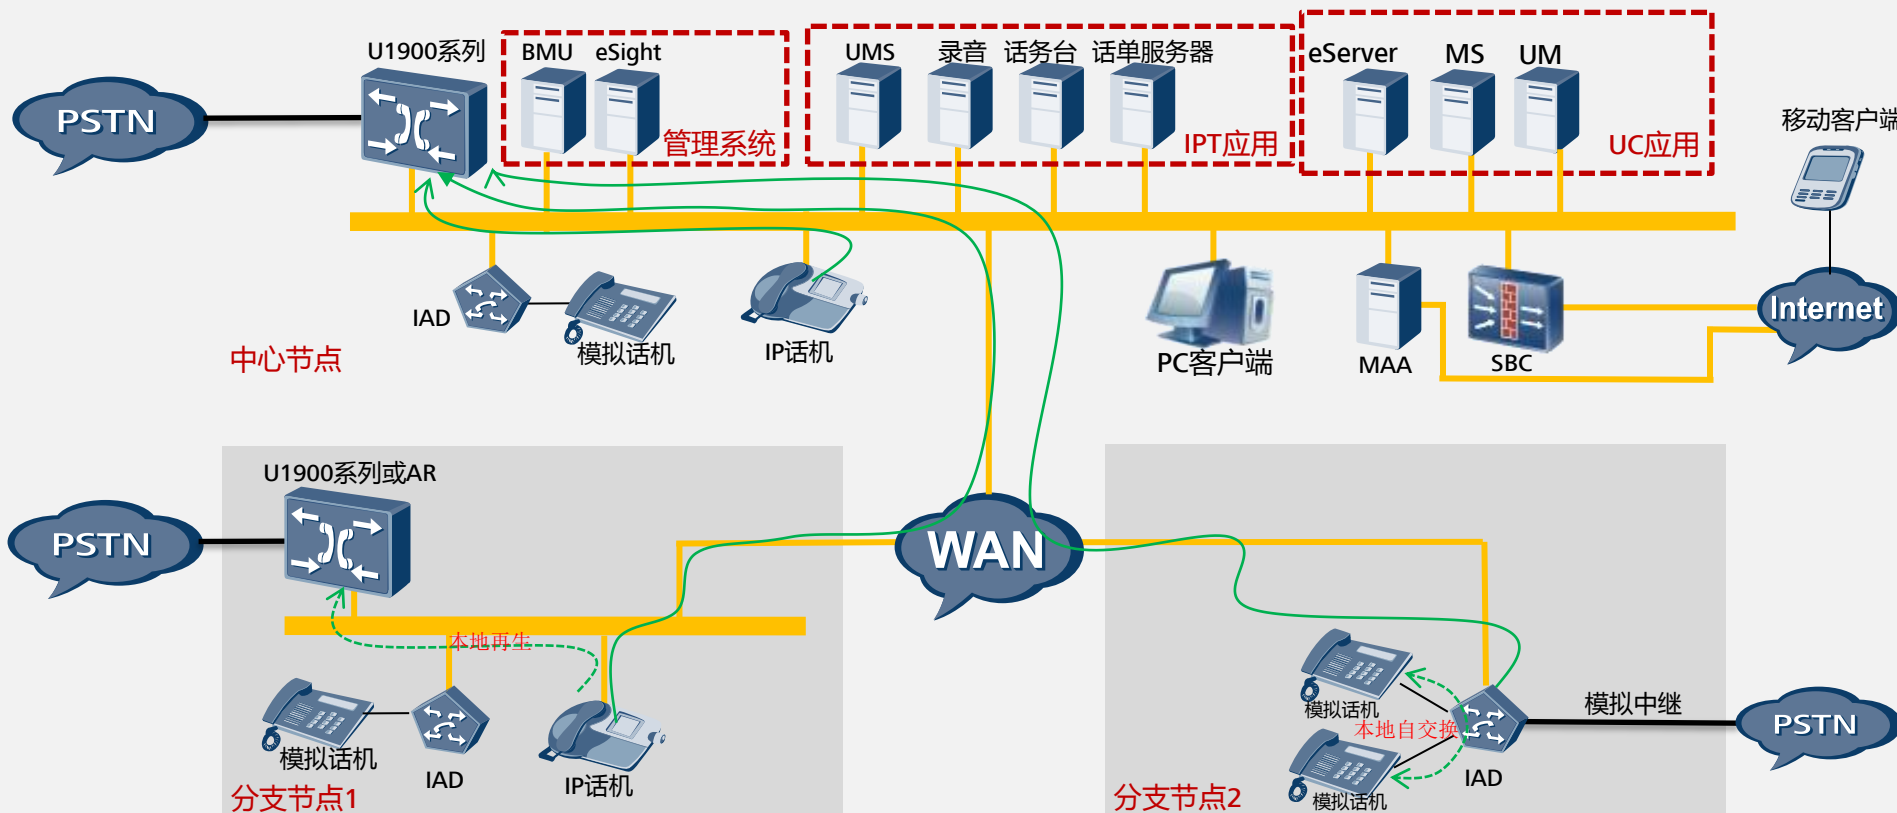 U1900系列
BMU
eSight
管理系统
UMS
录音
话务台
话单服务器
IPT应用
eServer
MS
UM
UC应用
移动客户端
PSTN
IAD
模拟话机
IP话机
PC客户端
MAA
SBC
Internet
中心节点
U1900系列或AR
PSTN
WAN
本地再生
模拟话机
IAD
IP话机
分支节点1
模拟话机
本地自交换
模拟话机
IAD
模拟中继
PSTN
分支节点2